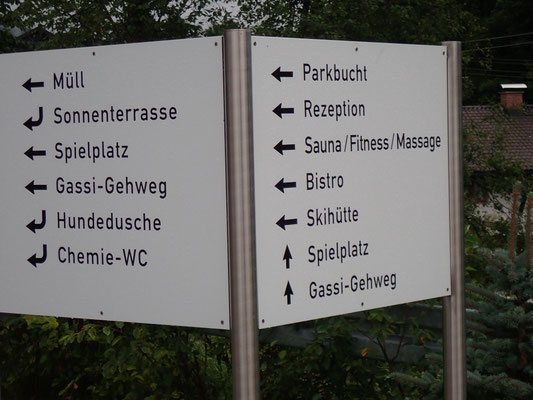 Müll
Sonnenterrasse
Spielplatz
Gassi-Gehweg
Hundedusche
Chemie-WC
Parkbucht
Rezeption
Sauna/Fitness/Massage
Bistro
Skihütte
Spielplatz
Gassi-Gehweg